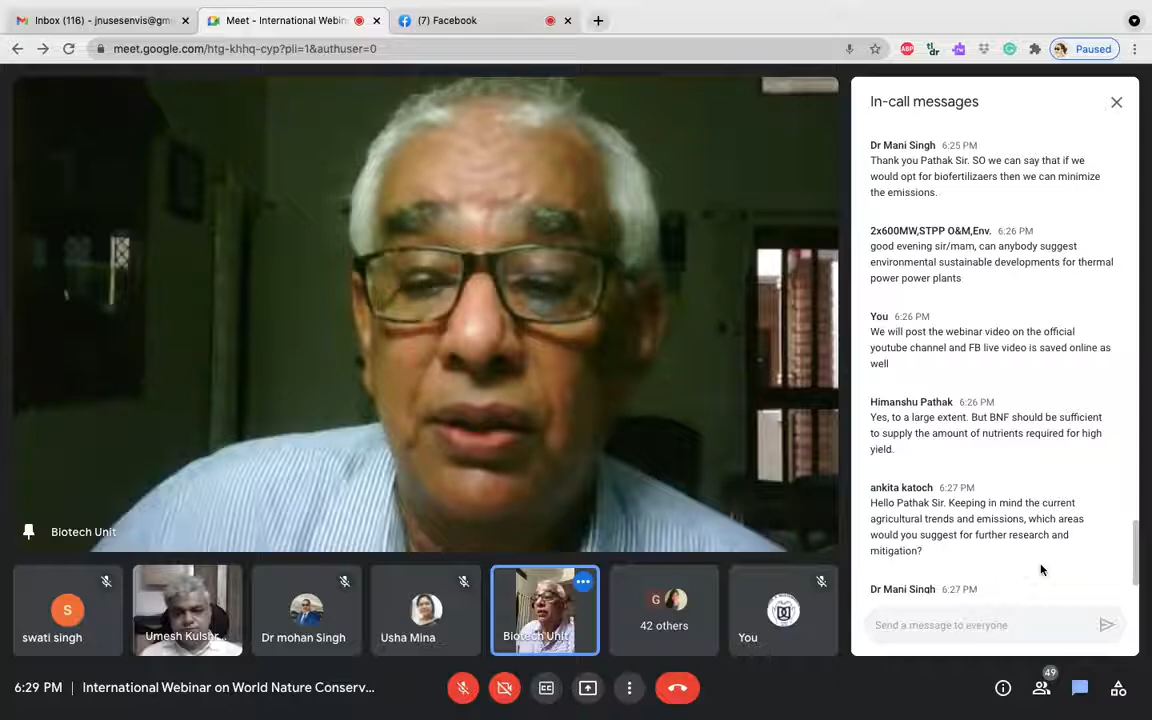 Inbox (116) - jnusesenvis@gm
Meet - International Webin
(7) Facebook
meet.google.com/htg-khhq-cyp?pli=1&authuser=0
ABP
tl;dr
Paused
In-call messages
Dr Mani Singh 6:25 PM
Thank you Pathak Sir. SO we can say that if we
would opt for biofertilizaers then we can minimize
the emissions.
2x600MW,STPP O&M,Env. 6:26 PM
good evening sir/mam, can anybody suggest
environmental sustainable developments for thermal
power power plants
You 6:26 PM
We will post the webinar video on the official
youtube channel and FB live video is saved online as
well
Himanshu Pathak 6:26 PM
Yes, to a large extent. But BNF should be sufficient
to supply the amount of nutrients required for high
yield.
ankita katoch 6:27 PM
Hello Pathak Sir. Keeping in mind the current
agricultural trends and emissions, which areas
would you suggest for further research and
mitigation?
Dr Mani Singh 6:27 PM
Send a message to everyone
Biotech Unit
S
swati singh
Umesh Kulshr...
Dr mohan Singh
Usha Mina
Biotech Unit
G
42 others
You
6:29 PM | International Webinar on World Nature Conserv...
CC
49